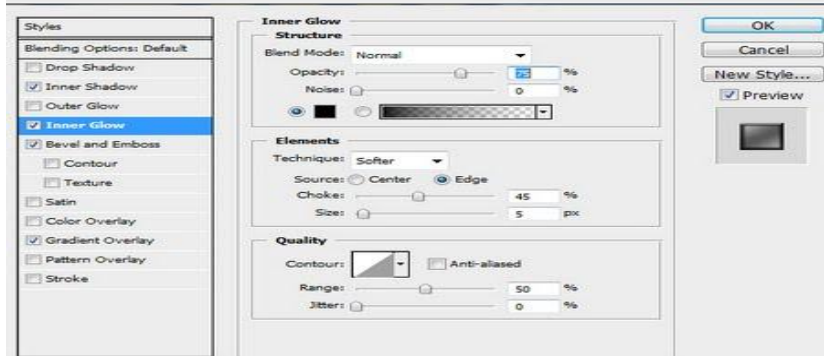 Styles
Blending Options: Default
Drop Shadow
Inner Shadow
Outer Glow
Inner Glow
Bevel and Emboss
Contour
Texture
Satin
Color Overlay
Gradient Overlay
Pattern Overlay
Stroke
Inner Glow
Structure
Blend Mode: Normal
Opacity: 75 %
Noise: 0 %
Elements
Technique: Softer
Source: Center Edge
Choke: 45 %
Size: 5 px
Quality
Contour: Anti-aliased
Range: 50 %
Jitter: 0 %
OK
Cancel
New Style...
Preview